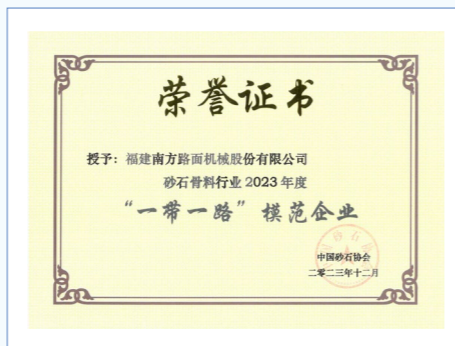 荣誉证书
授予：福建南方路面机械股份有限公司
砂石骨料行业 2023 年度
“一带一路”模范企业
中国砂石协会
二零二三年十二月